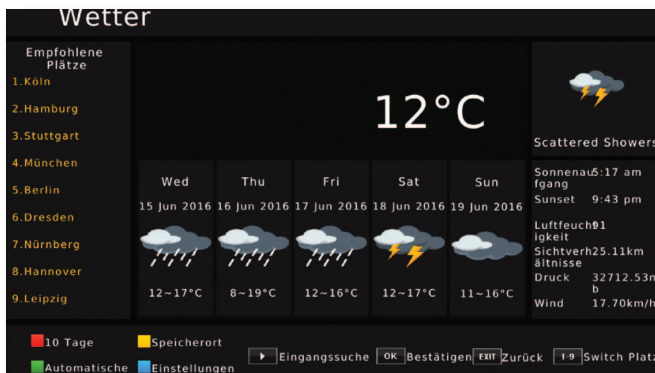 Wetter
Empfohlene
Plätze
1.Köln
2.Hamburg
3.Stuttgart
4.München
5.Berlin
6.Dresden
7.Nürnberg
8.Hannover
9.Leipzig
12°C
Wed
15 Jun 2016
12~17°C
Thu
16 Jun 2016
8~19°C
Fri
17 Jun 2016
12~16°C
Sat
18 Jun 2016
12~17°C
Sun
19 Jun 2016
11~16°C
Scattered Showers
Sonnenau 5:17 am
fgang
Sunset 9:43 pm
Luftfeucht 91
igkeit
Sichtverh 25.11km
ältnisse
Druck 32712.53m
b
Wind 17.70km/h
10 Tage
Speicherort
Automatische
Einstellungen
Eingangssuche
OK Bestätigen
EXIT Zurück
1-9 Switch Platz